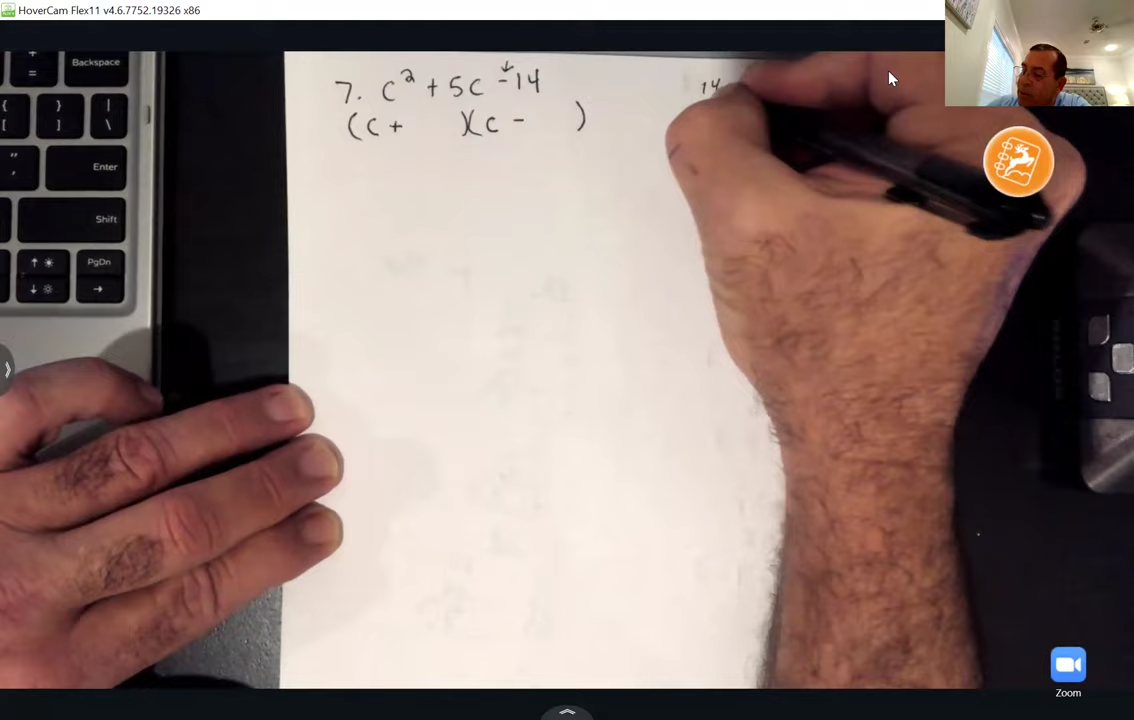 HoverCam Flex11 v4.6.7752.19326 x86
7. c² + 5c - 14
14
(c + )(c - )
+
=
Backspace
{
[
}
]
|
\
"
'
Enter
Shift
PgDn
Zoom